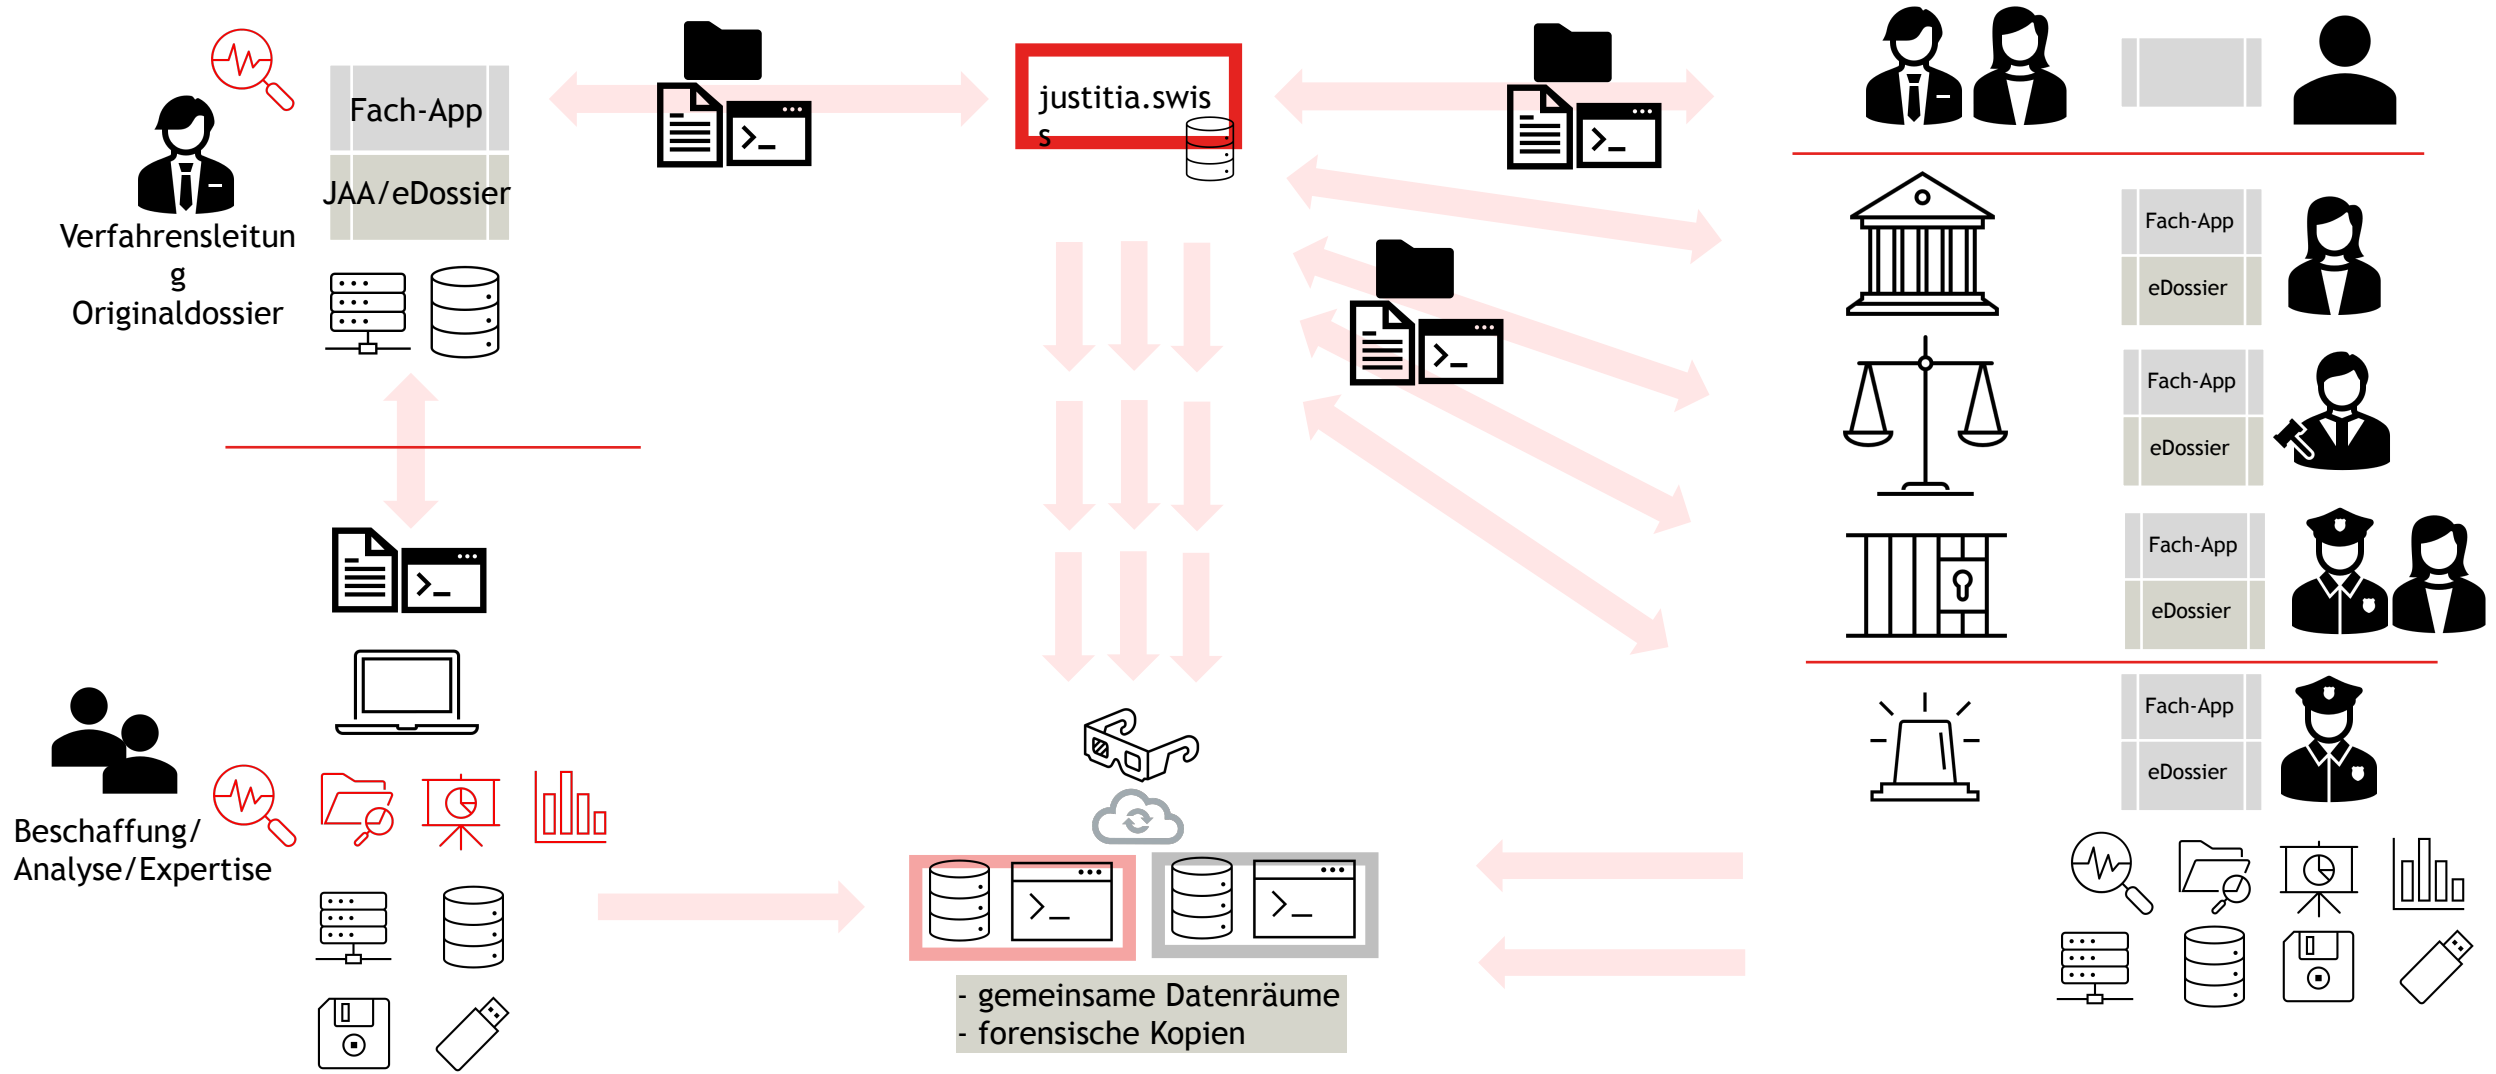 Fach-App
JAA/eDossier
Verfahrensleitun
g
Originaldossier
justitia.swis
s
Fach-App
eDossier
Fach-App
eDossier
Fach-App
eDossier
Fach-App
eDossier
Beschaffung/
Analyse/Expertise
- gemeinsame Datenräume
- forensische Kopien